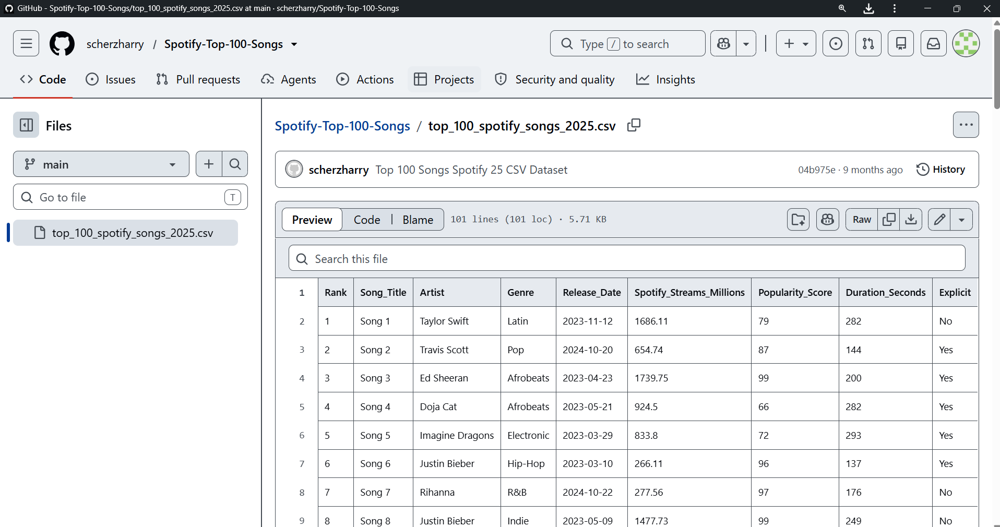 GitHub - Spotify-Top-100-Songs/top_100_spotify_songs_2025.csv at main · scherzharry/Spotify-Top-100-Songs
scherzharry / Spotify-Top-100-Songs
Type / to search
Code Issues Pull requests Agents Actions Projects Security and quality Insights
Files
main
Go to file T
top_100_spotify_songs_2025.csv
Spotify-Top-100-Songs / top_100_spotify_songs_2025.csv
scherzharry Top 100 Songs Spotify 25 CSV Dataset 04b975e · 9 months ago History
Preview Code Blame 101 lines (101 loc) · 5.71 KB Raw
Search this file
1 Rank Song_Title Artist Genre Release_Date Spotify_Streams_Millions Popularity_Score Duration_Seconds Explicit
2 1 Song 1 Taylor Swift Latin 2023-11-12 1686.11 79 282 No
3 2 Song 2 Travis Scott Pop 2024-10-20 654.74 87 144 Yes
4 3 Song 3 Ed Sheeran Afrobeats 2023-04-23 1739.75 99 200 Yes
5 4 Song 4 Doja Cat Afrobeats 2023-05-21 924.5 66 282 Yes
6 5 Song 5 Imagine Dragons Electronic 2023-03-29 833.8 72 293 Yes
7 6 Song 6 Justin Bieber Hip-Hop 2023-03-10 266.11 96 137 Yes
8 7 Song 7 Rihanna R&B 2024-10-22 277.56 97 176 No
9 8 Song 8 Justin Bieber Indie 2023-05-09 1477.73 99 249 No